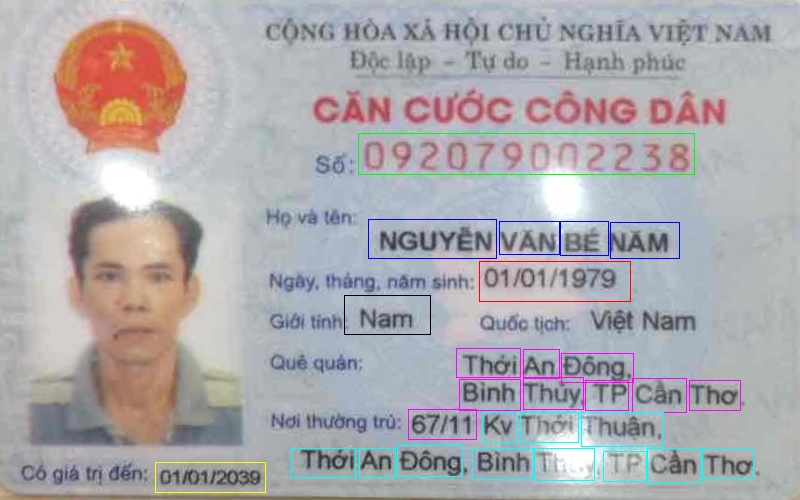 CỘNG HÒA XÃ HỘI CHỦ NGHĨA VIỆT NAM
Độc lập - Tự do - Hạnh phúc
CĂN CƯỚC CÔNG DÂN
Số: 092079002238
Họ và tên:
NGUYỄN VĂN BÉ NĂM
Ngày, tháng, năm sinh: 01/01/1979
Giới tính: Nam Quốc tịch: Việt Nam
Quê quán: Thới An Đông,
Bình Thủy, TP Cần Thơ.
Nơi thường trú: 67/11 Kv Thới Thuận,
Thới An Đông, Bình Thủy, TP Cần Thơ.
Có giá trị đến: 01/01/2039